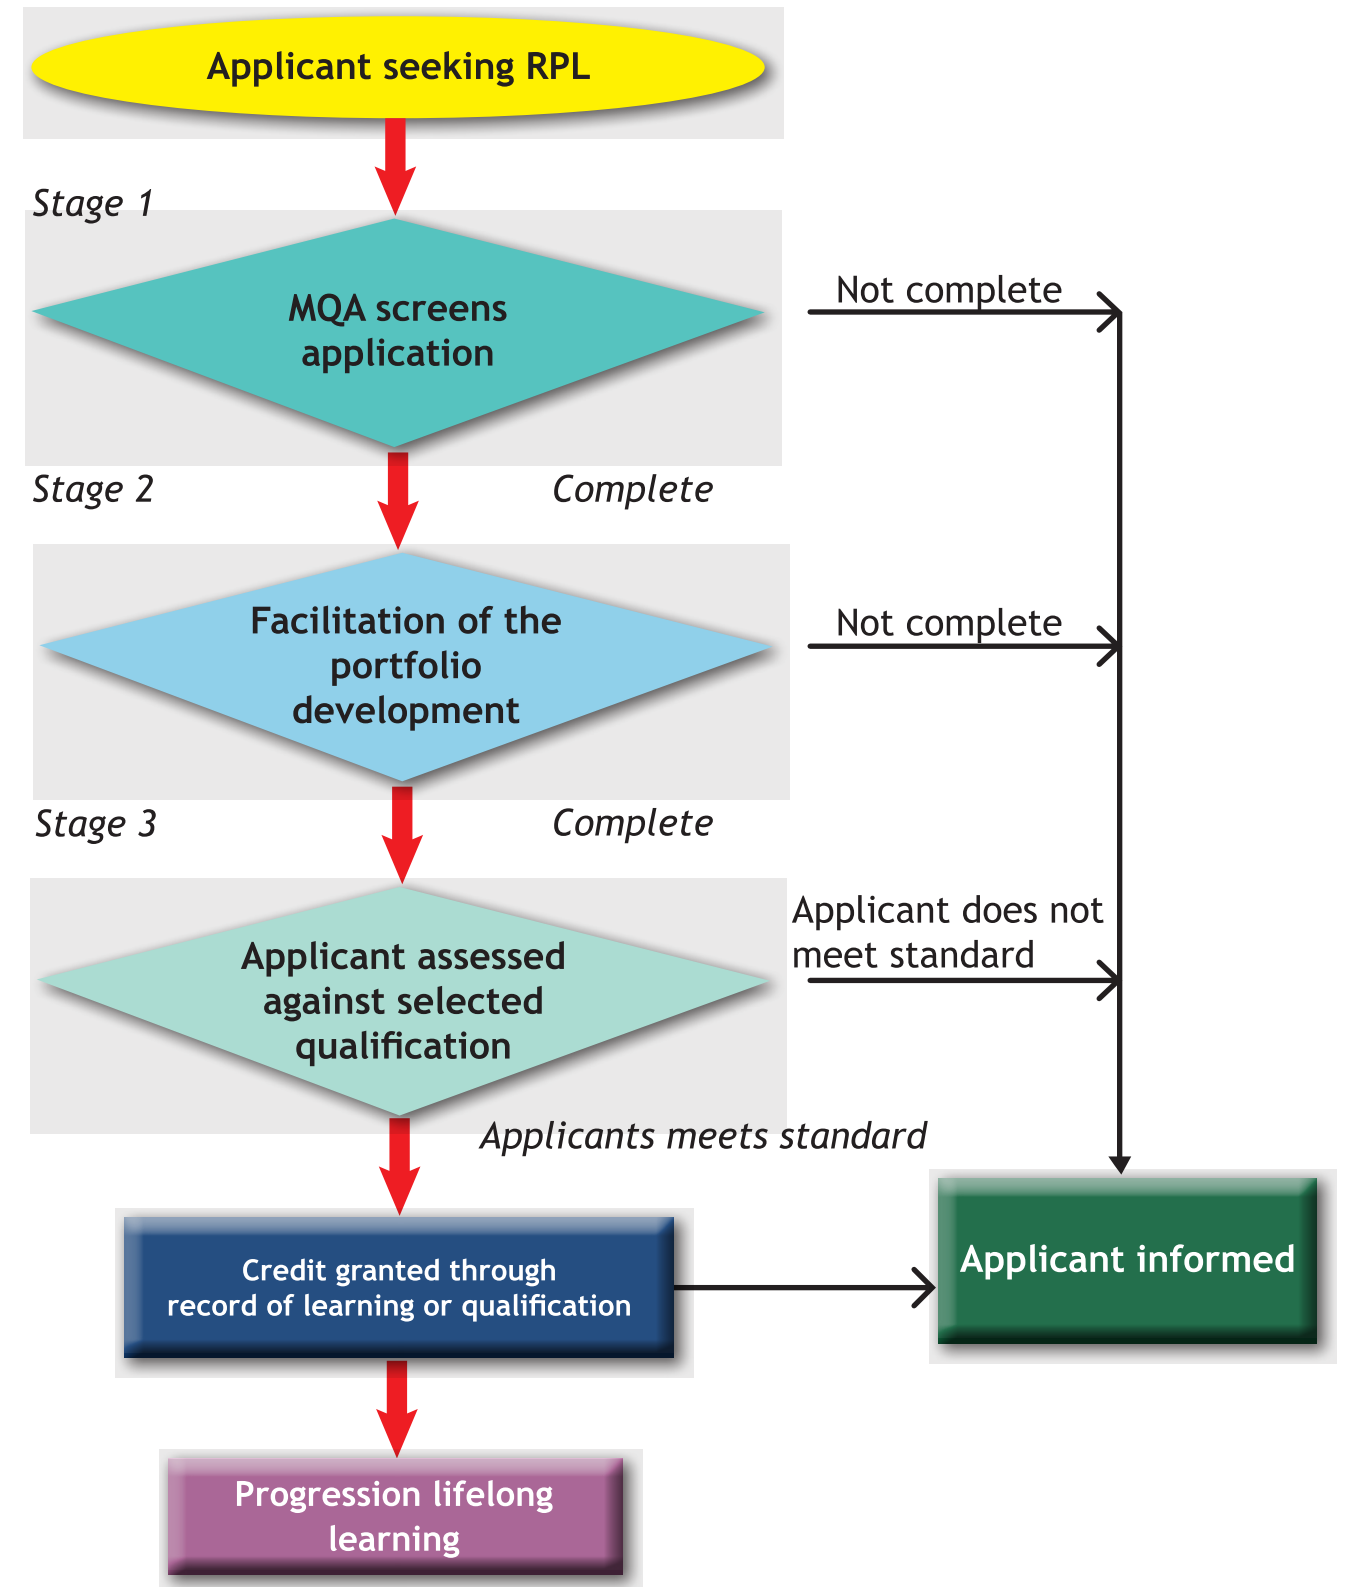 Applicant seeking RPL
Stage 1
MQA screens
application
Not complete
Stage 2
Complete
Facilitation of the
portfolio
development
Not complete
Stage 3
Complete
Applicant assessed
against selected
qualification
Applicant does not
meet standard
Applicants meets standard
Credit granted through
record of learning or qualification
Applicant informed
Progression lifelong
learning